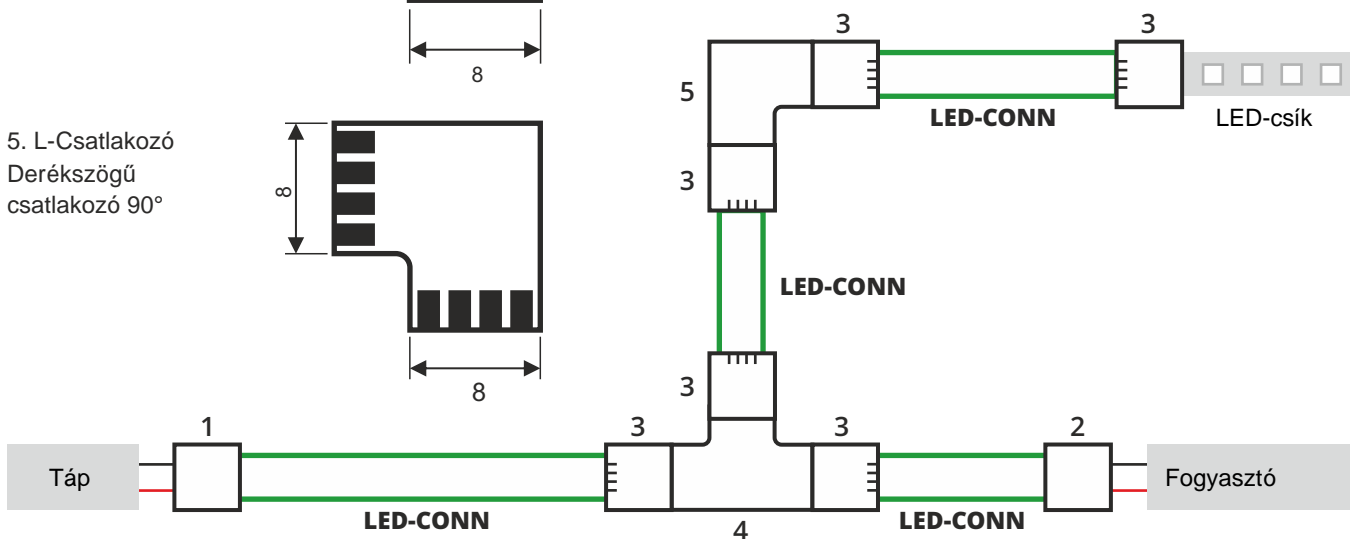 8
5. L-Csatlakozó
Derékszögű
csatlakozó 90°
8
8
3
3
5
LED-CONN
LED-csík
3
LED-CONN
3
1
3
3
2
Táp
Fogyasztó
LED-CONN
LED-CONN
4